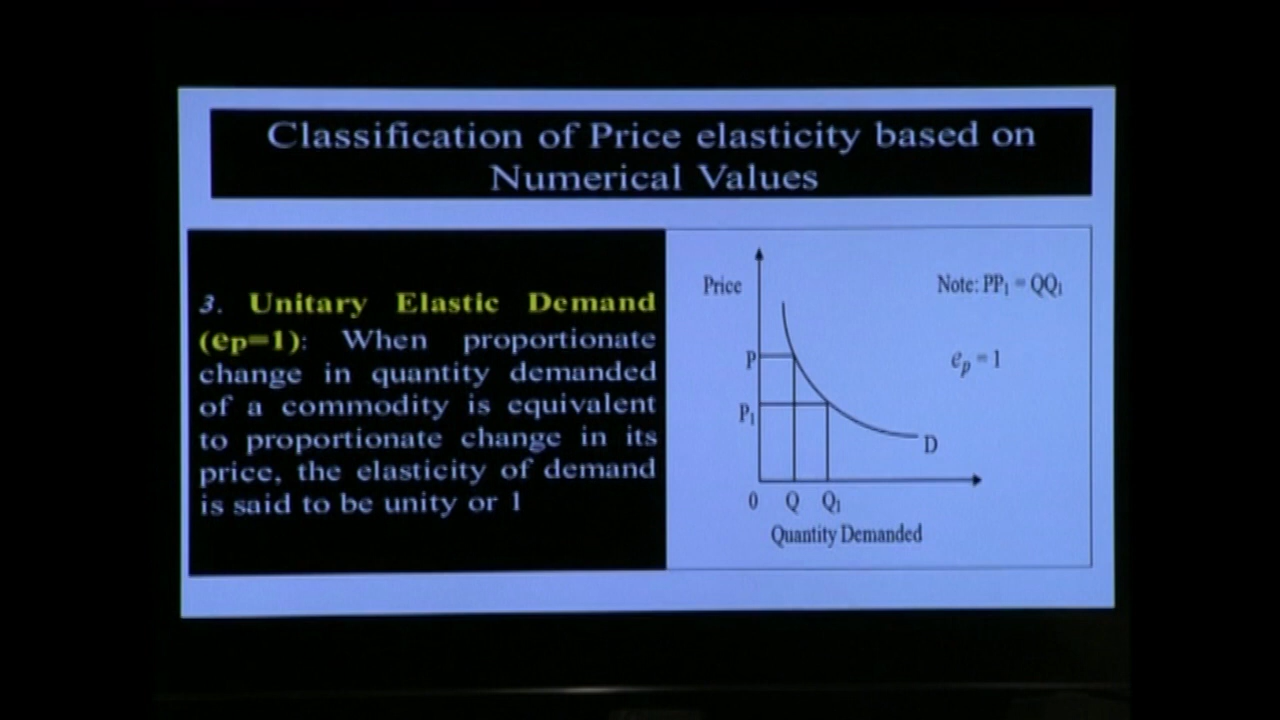 Classification of Price elasticity based on
Numerical Values
3. Unitary Elastic Demand
(ep=1): When proportionate
change in quantity demanded
of a commodity is equivalent
to proportionate change in its
price, the elasticity of demand
is said to be unity or 1
Price
Note: PP₁ = QQ₁
P
eₚ = 1
P₁
D
0 Q Q₁
Quantity Demanded